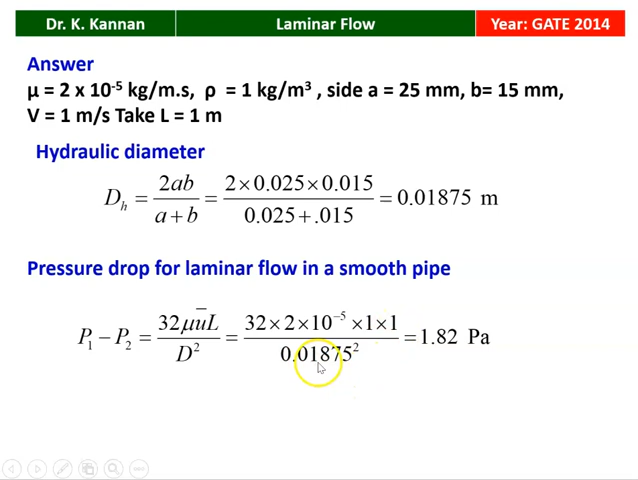 Dr. K. Kannan
Laminar Flow
Year: GATE 2014
Answer
μ = 2 x 10⁻⁵ kg/m.s, ρ = 1 kg/m³ , side a = 25 mm, b= 15 mm,
V = 1 m/s Take L = 1 m
Hydraulic diameter
D_h = 2ab / (a + b) = 2 × 0.025 × 0.015 / (0.025 + .015) = 0.01875 m
Pressure drop for laminar flow in a smooth pipe
P₁ − P₂ = 32μu̅L / D² = 32 × 2 × 10⁻⁵ × 1 × 1 / 0.01875² = 1.82 Pa